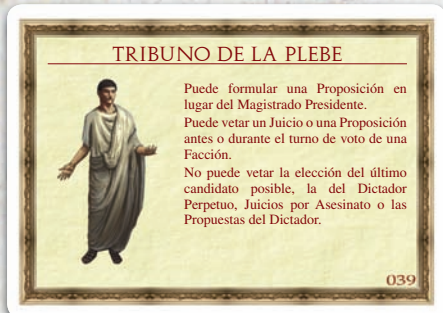 TRIBUNO DE LA PLEBE
Puede formular una Proposición en
lugar del Magistrado Presidente.
Puede vetar un Juicio o una Proposición
antes o durante el turno de voto de una
Facción.
No puede vetar la elección del último
candidato posible, la del Dictador
Perpetuo, Juicios por Asesinato o las
Propuestas del Dictador.
039